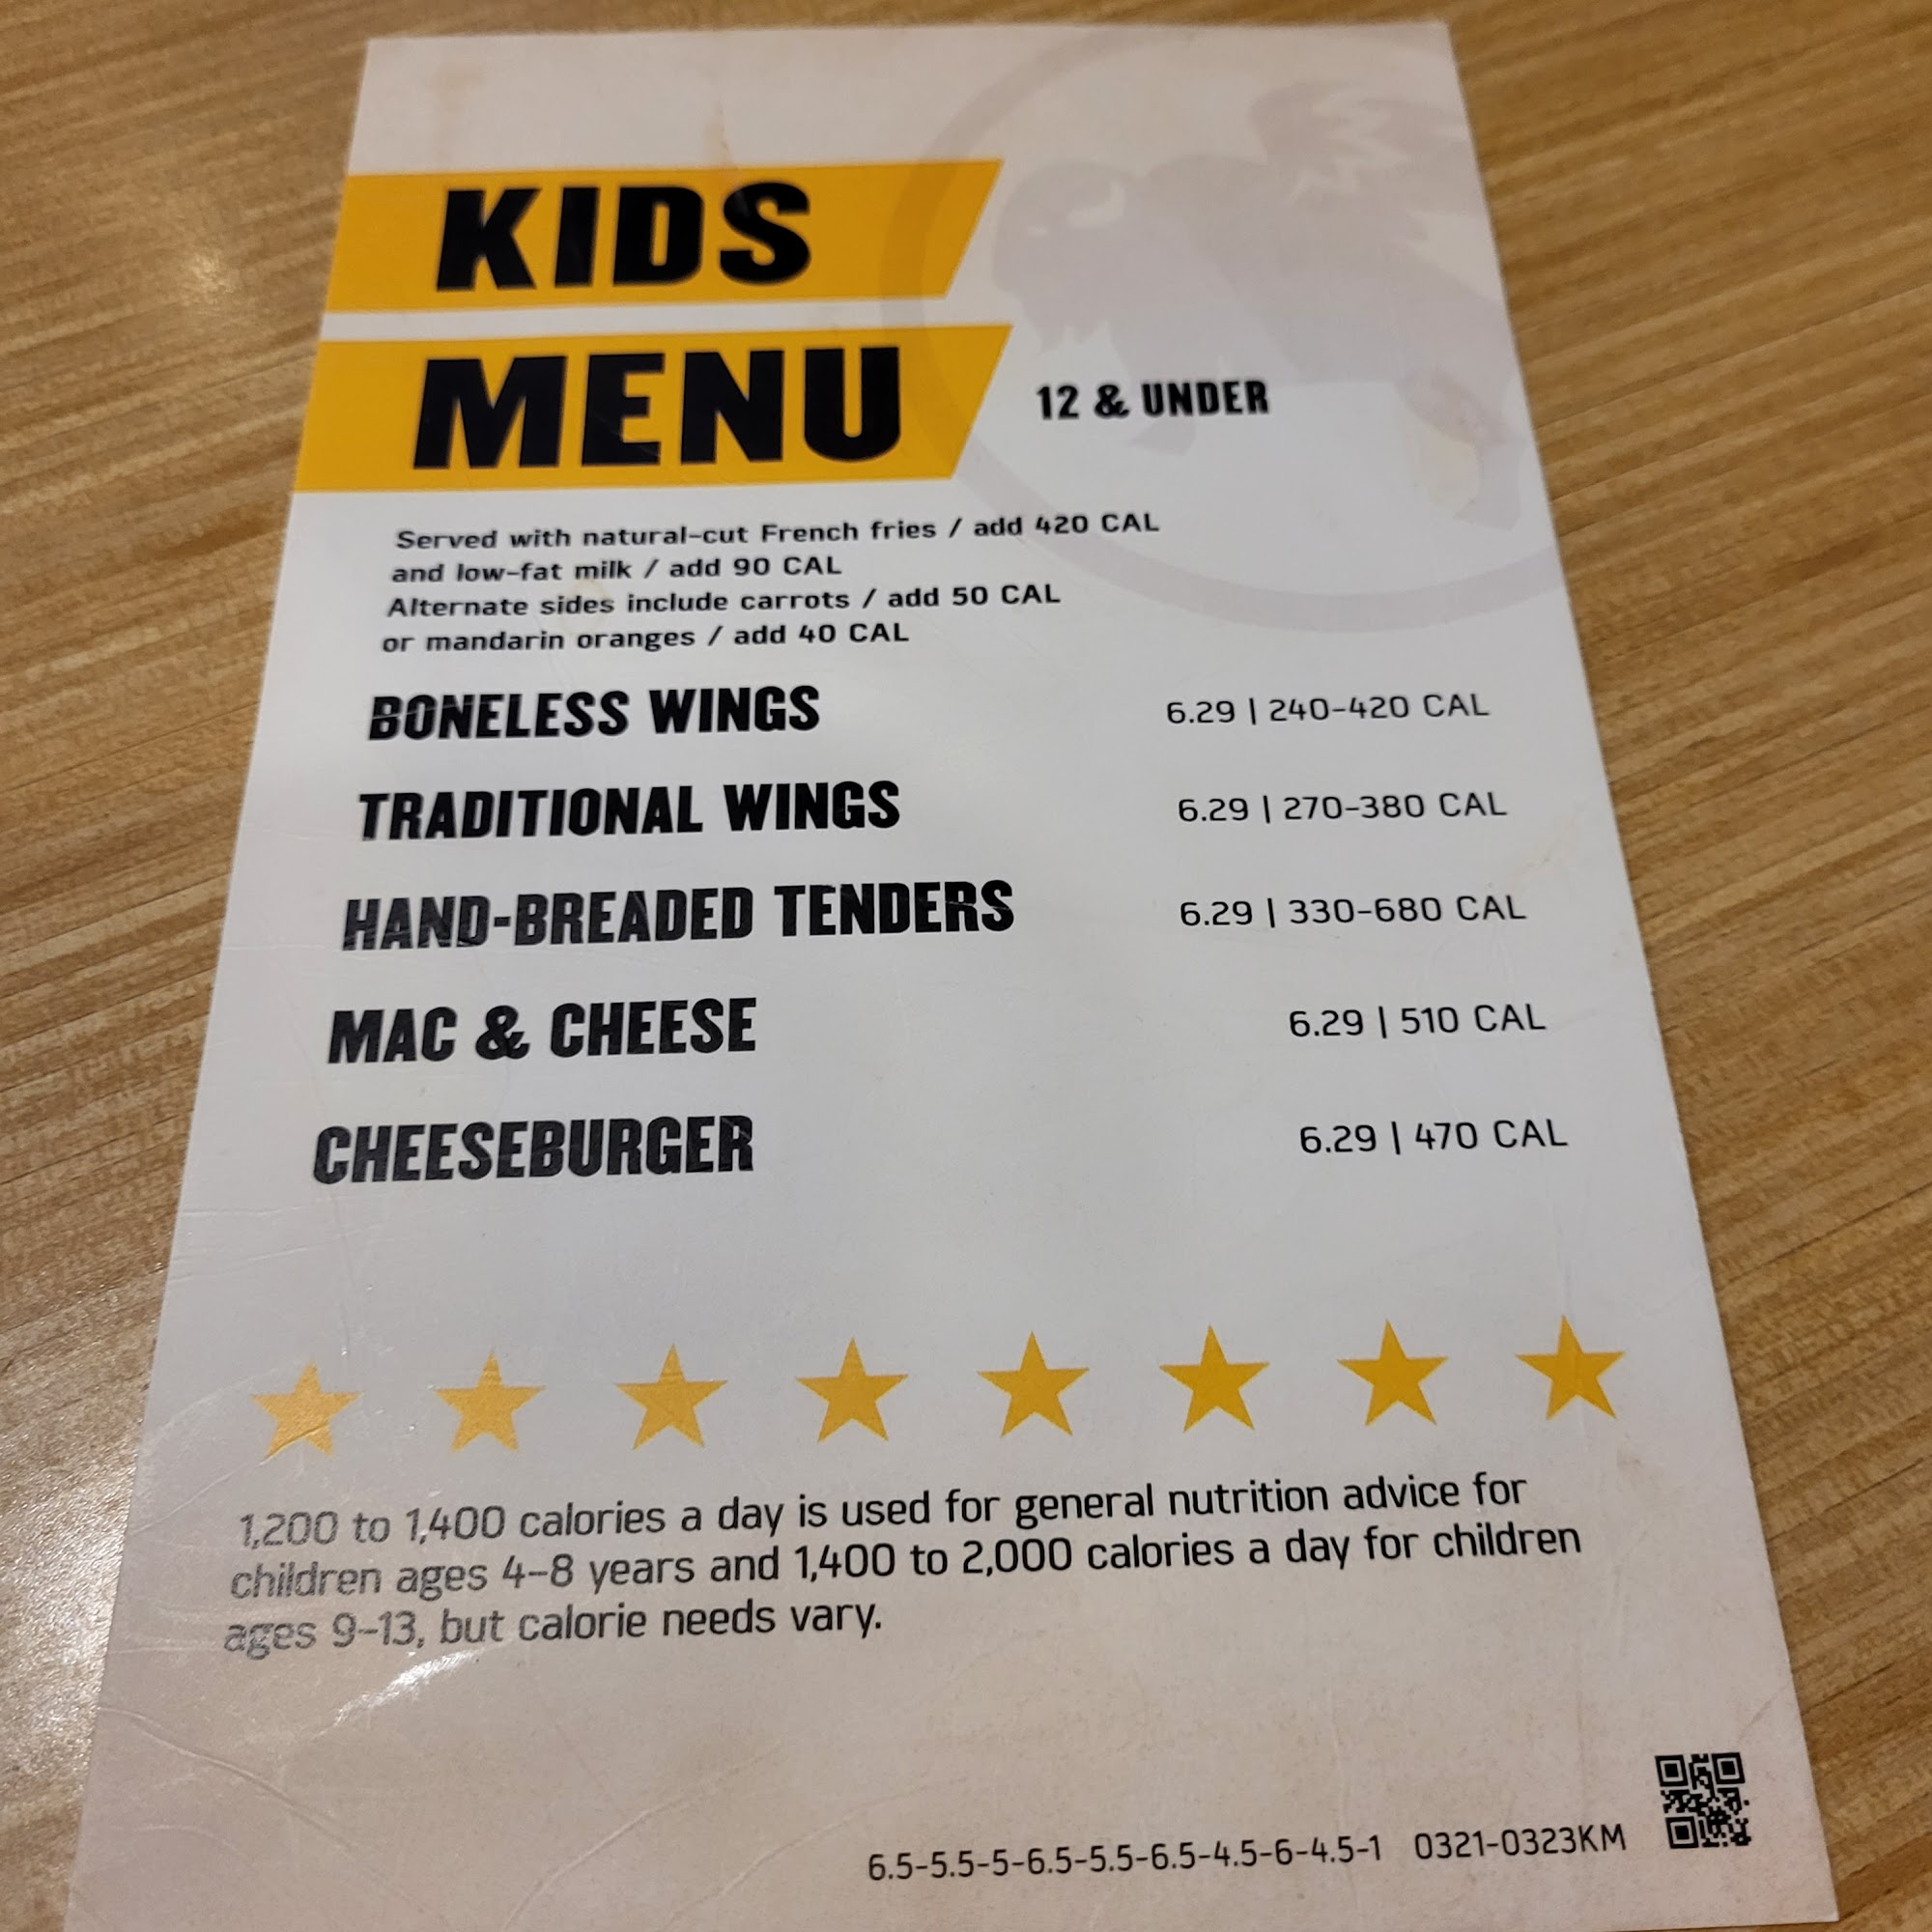 KIDS
MENU 12 & UNDER
Served with natural-cut French fries / add 420 CAL
and low-fat milk / add 90 CAL
Alternate sides include carrots / add 50 CAL
or mandarin oranges / add 40 CAL
BONELESS WINGS 6.29 | 240-420 CAL
TRADITIONAL WINGS 6.29 | 270-380 CAL
HAND-BREADED TENDERS 6.29 | 330-680 CAL
MAC & CHEESE 6.29 | 510 CAL
CHEESEBURGER 6.29 | 470 CAL
1,200 to 1,400 calories a day is used for general nutrition advice for
children ages 4-8 years and 1,400 to 2,000 calories a day for children
ages 9-13, but calorie needs vary.
6.5-5.5-5-6.5-5.5-6.5-4.5-6-4.5-1 0321-0323KM